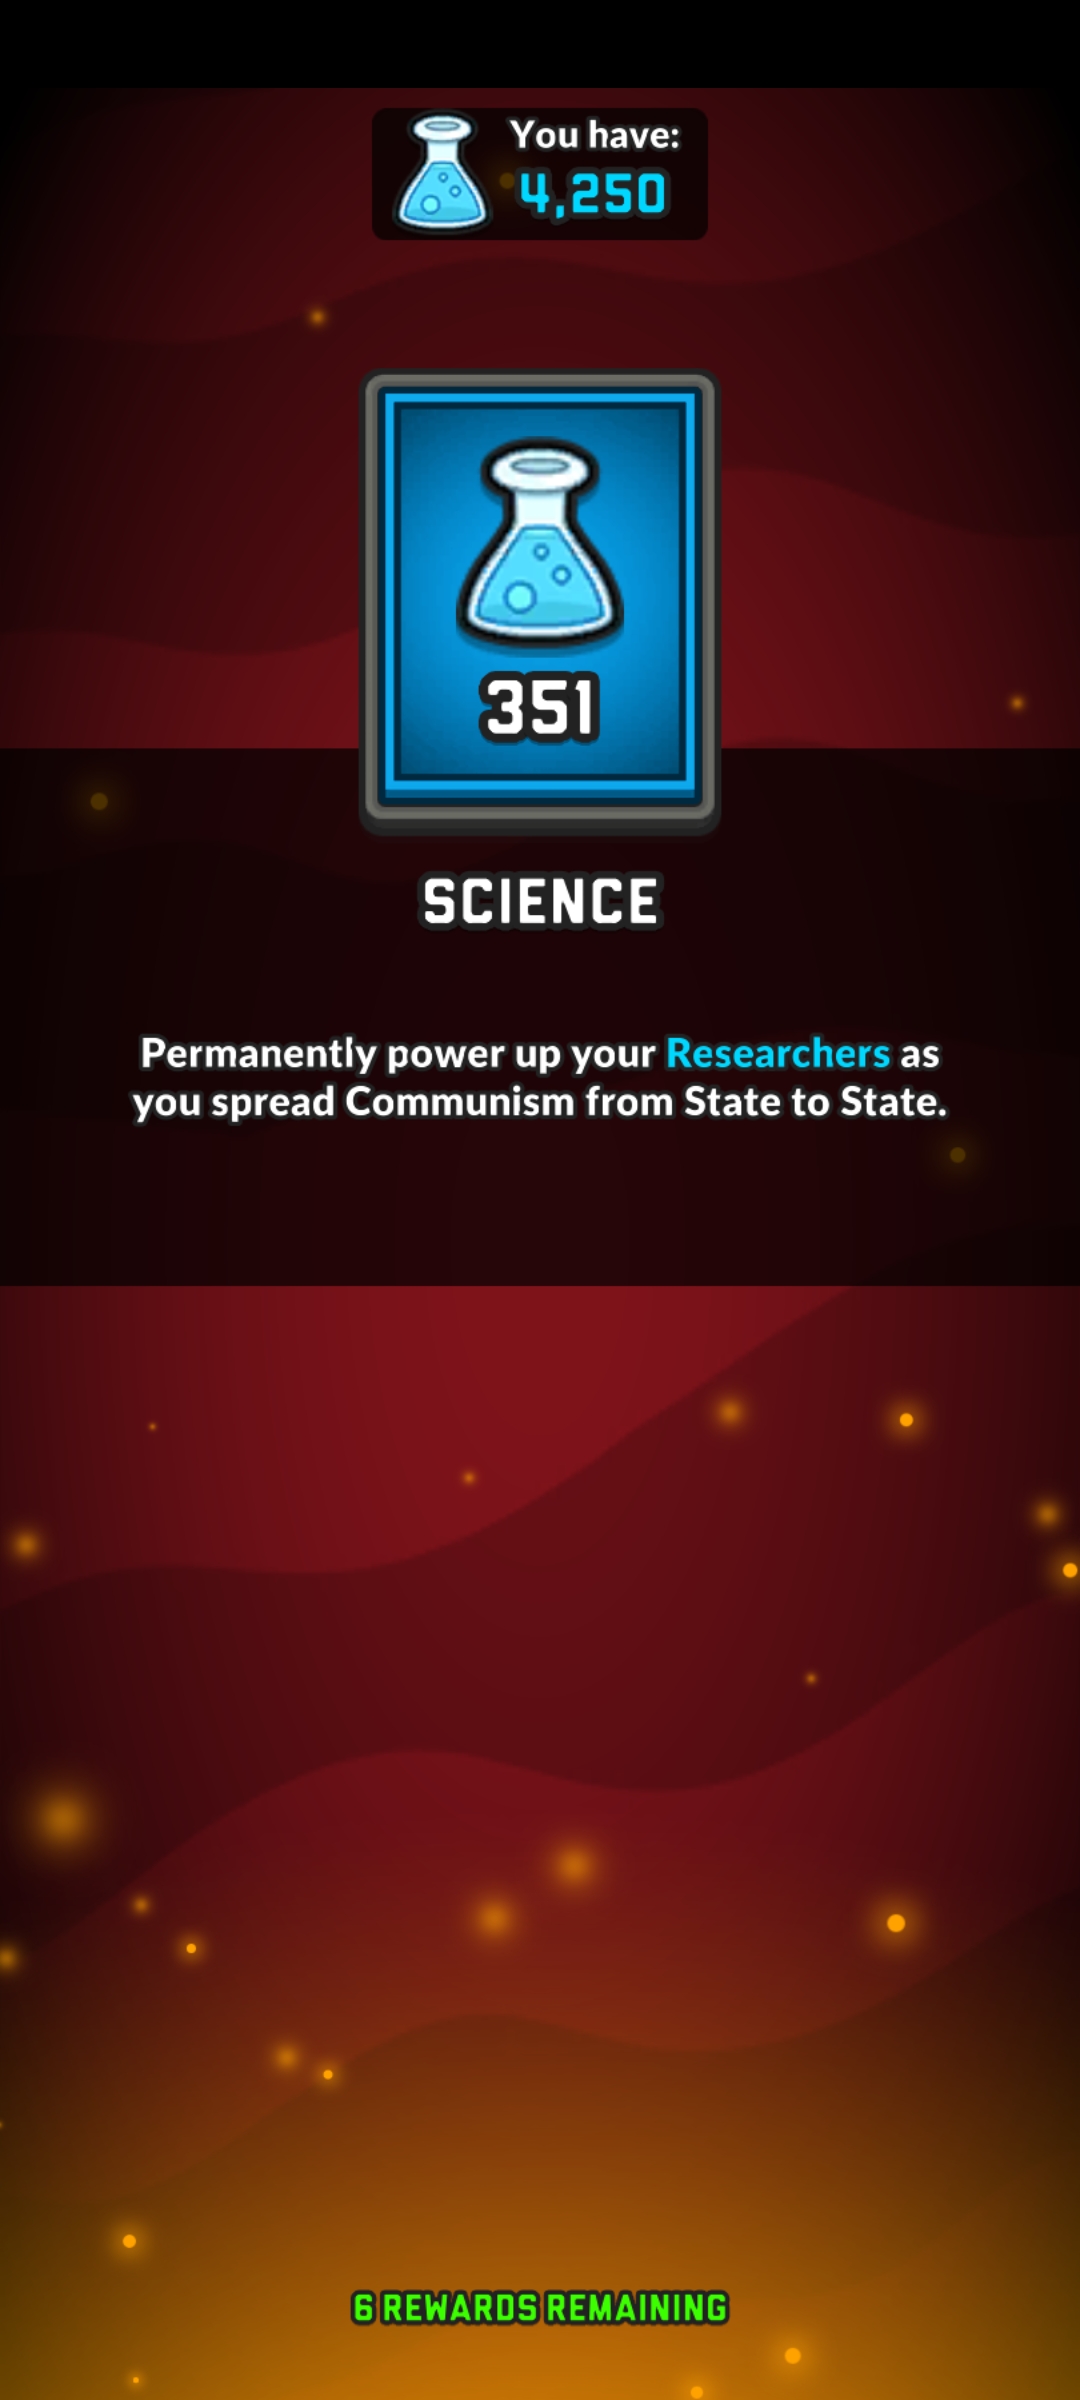 You have:
4,250
351
SCIENCE
Permanently power up your Researchers as
you spread Communism from State to State.
6 REWARDS REMAINING